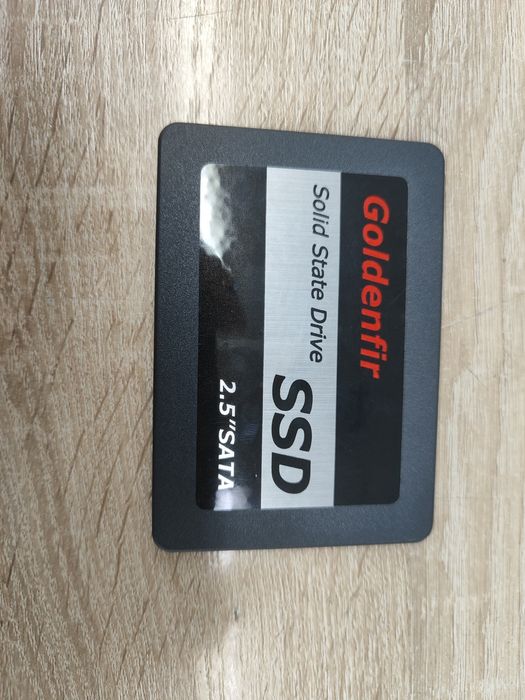 Goldenfir
Solid State Drive
SSD
2.5"SATA